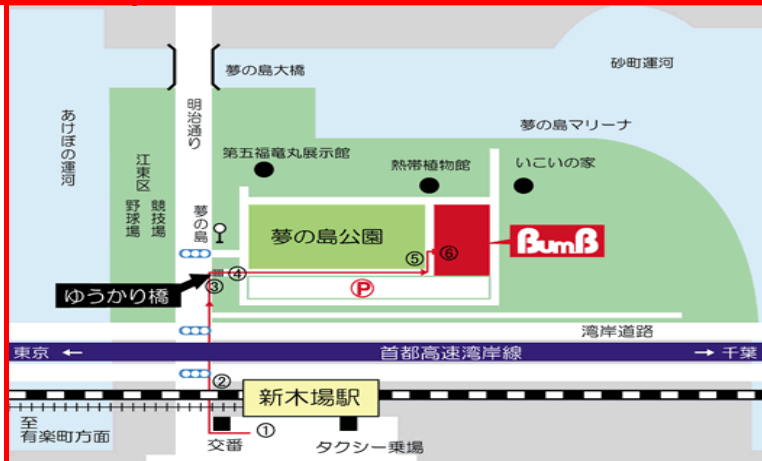 砂町運河
夢の島大橋
あけぼの運河
明治通り
夢の島マリーナ
第五福竜丸展示館
熱帯植物館
いこいの家
江東区
野球場
競技場
夢の島
夢の島公園
BumB
⑤
⑥
④
③
P
ゆうかり橋
湾岸道路
東京 ←
首都高速湾岸線
→ 千葉
②
新木場駅
至
有楽町方面
①
交番
タクシー乗場